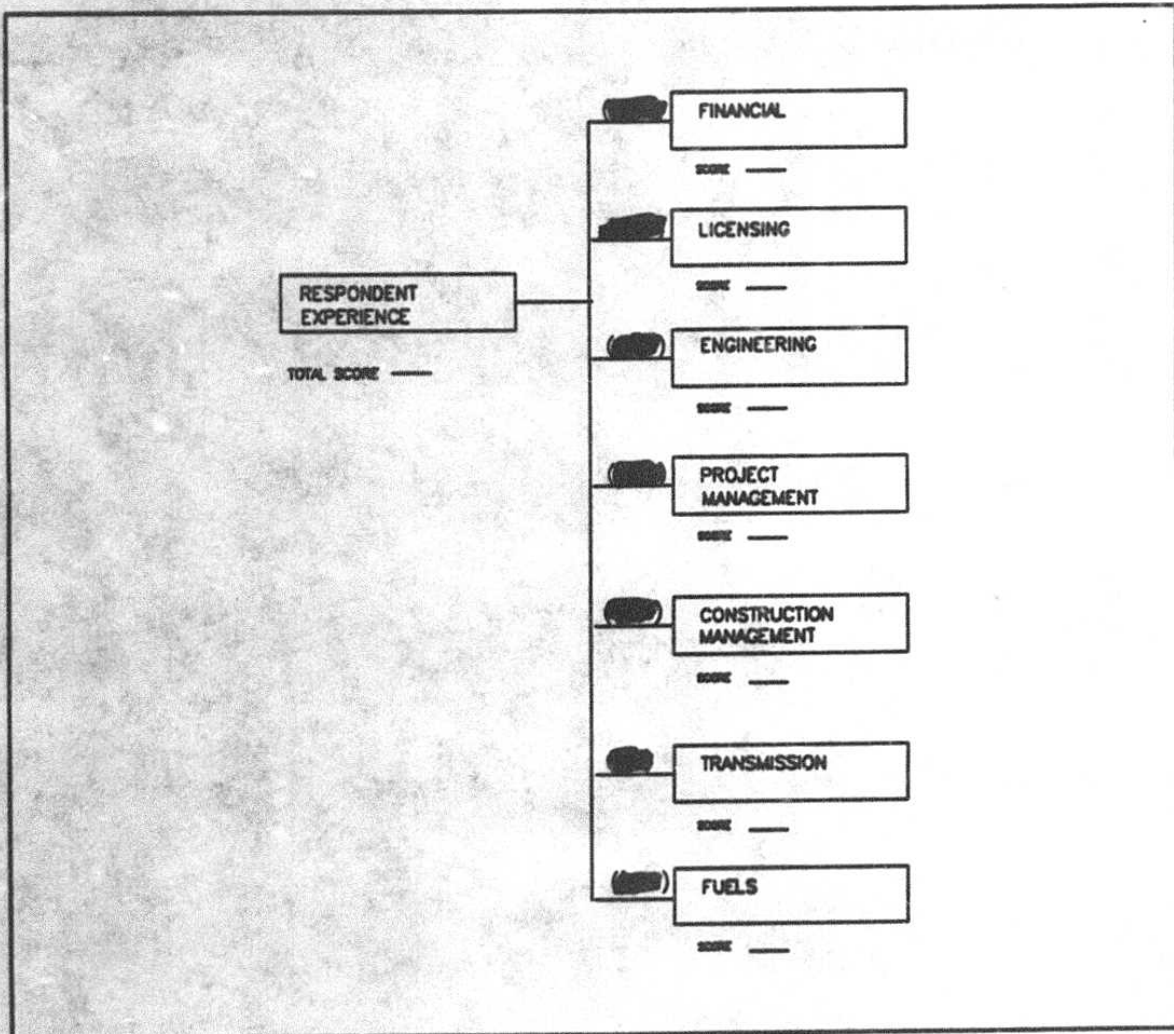 FINANCIAL
SCORE
LICENSING
SCORE
RESPONDENT
EXPERIENCE
TOTAL SCORE
ENGINEERING
SCORE
PROJECT
MANAGEMENT
SCORE
CONSTRUCTION
MANAGEMENT
SCORE
TRANSMISSION
SCORE
FUELS
SCORE